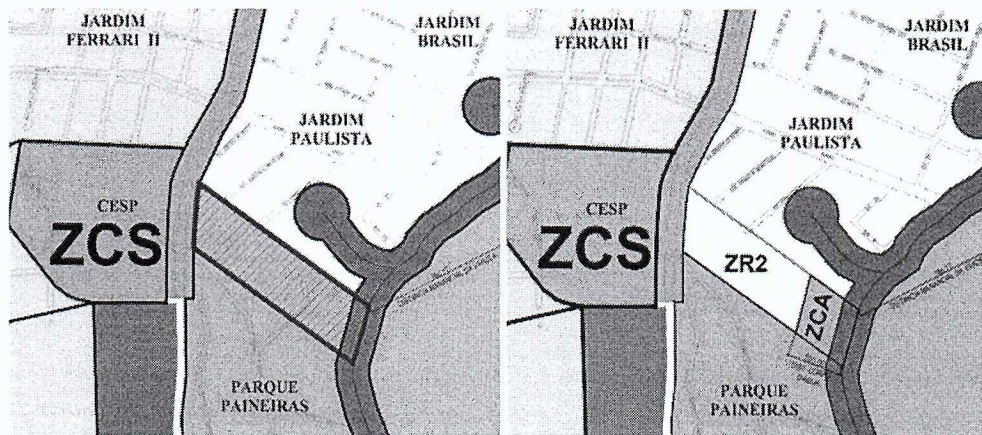 JARDIM
FERRARI II
JARDIM
BRASIL
JARDIM
PAULISTA
CESP
ZCS
PARQUE
PAINEIRAS
JARDIM
FERRARI II
JARDIM
BRASIL
JARDIM
PAULISTA
CESP
ZCS
ZR2
ZCA
PARQUE
PAINEIRAS